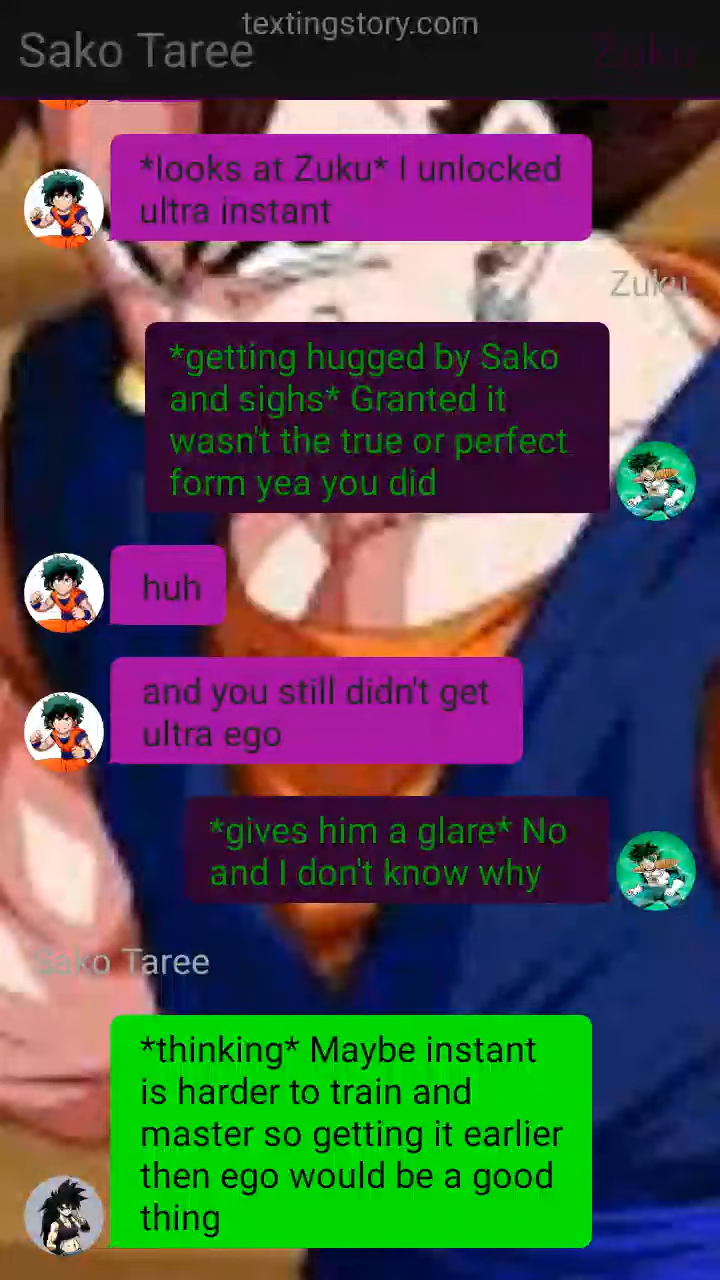 textingstory.com
Sako Taree
Zuku
*looks at Zuku* I unlocked
ultra instant
Zuku
*getting hugged by Sako
and sighs* Granted it
wasn't the true or perfect
form yea you did
huh
and you still didn't get
ultra ego
*gives him a glare* No
and I don't know why
Sako Taree
*thinking* Maybe instant
is harder to train and
master so getting it earlier
then ego would be a good
thing